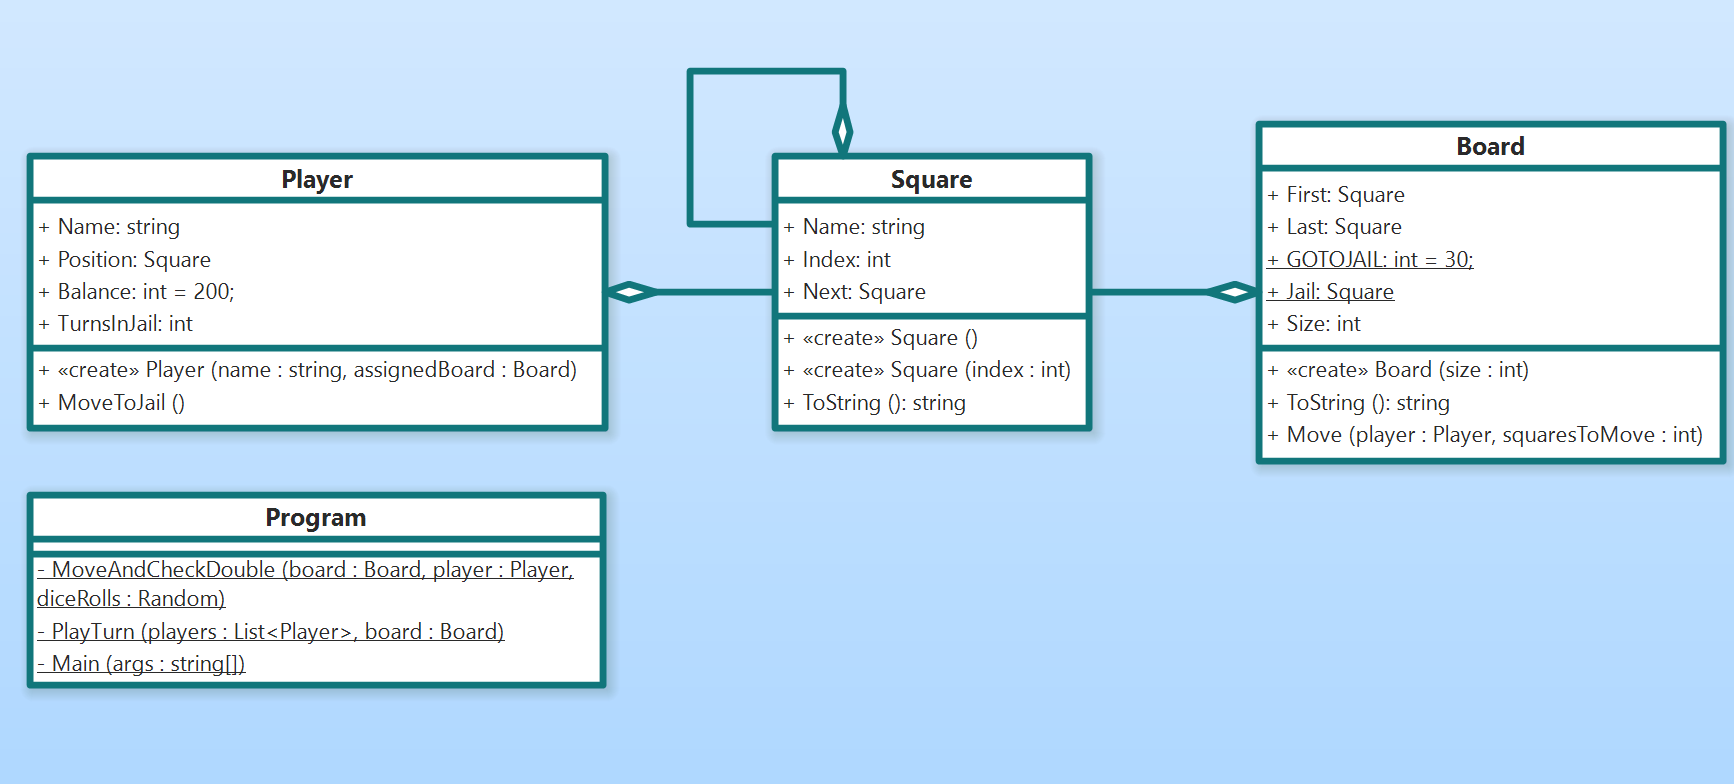 Player
+ Name: string
+ Position: Square
+ Balance: int = 200;
+ TurnsInJail: int
+ «create» Player (name : string, assignedBoard : Board)
+ MoveToJail ()
Square
+ Name: string
+ Index: int
+ Next: Square
+ «create» Square ()
+ «create» Square (index : int)
+ ToString (): string
Board
+ First: Square
+ Last: Square
+ GOTOJAIL: int = 30;
+ Jail: Square
+ Size: int
+ «create» Board (size : int)
+ ToString (): string
+ Move (player : Player, squaresToMove : int)
Program
- MoveAndCheckDouble (board : Board, player : Player,
diceRolls : Random)
- PlayTurn (players : List<Player>, board : Board)
- Main (args : string[])